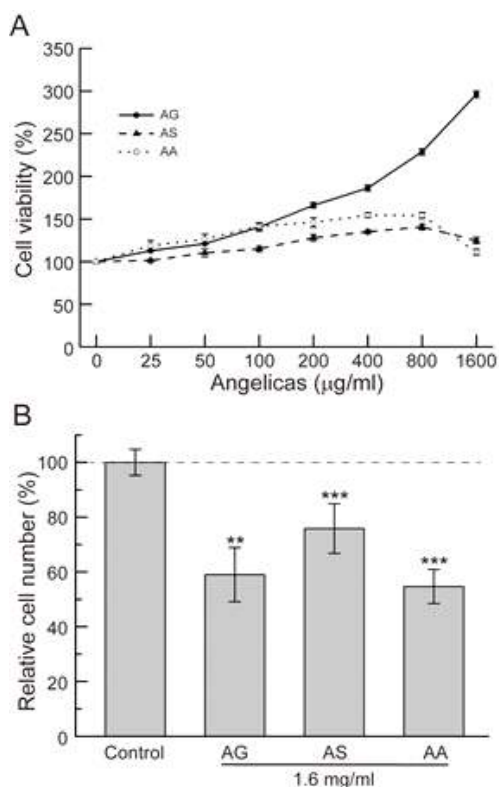 A
350
300
250
200
150
100
50
0
Cell viability (%)
AG
AS
AA
0 25 50 100 200 400 800 1600
Angelicas (μg/ml)
B
100
80
60
40
20
0
Relative cell number (%)
**
***
***
Control AG AS AA
1.6 mg/ml